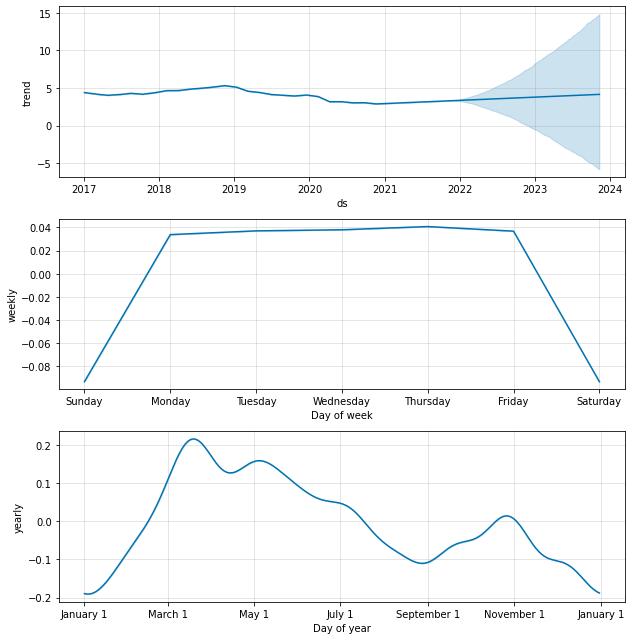 15
10
5
0
−5
trend
2017 2018 2019 2020 2021 2022 2023 2024
ds
0.04
0.02
0.00
−0.02
−0.04
−0.06
−0.08
weekly
Sunday Monday Tuesday Wednesday Thursday Friday Saturday
Day of week
0.2
0.1
0.0
−0.1
−0.2
yearly
January 1 March 1 May 1 July 1 September 1 November 1 January 1
Day of year